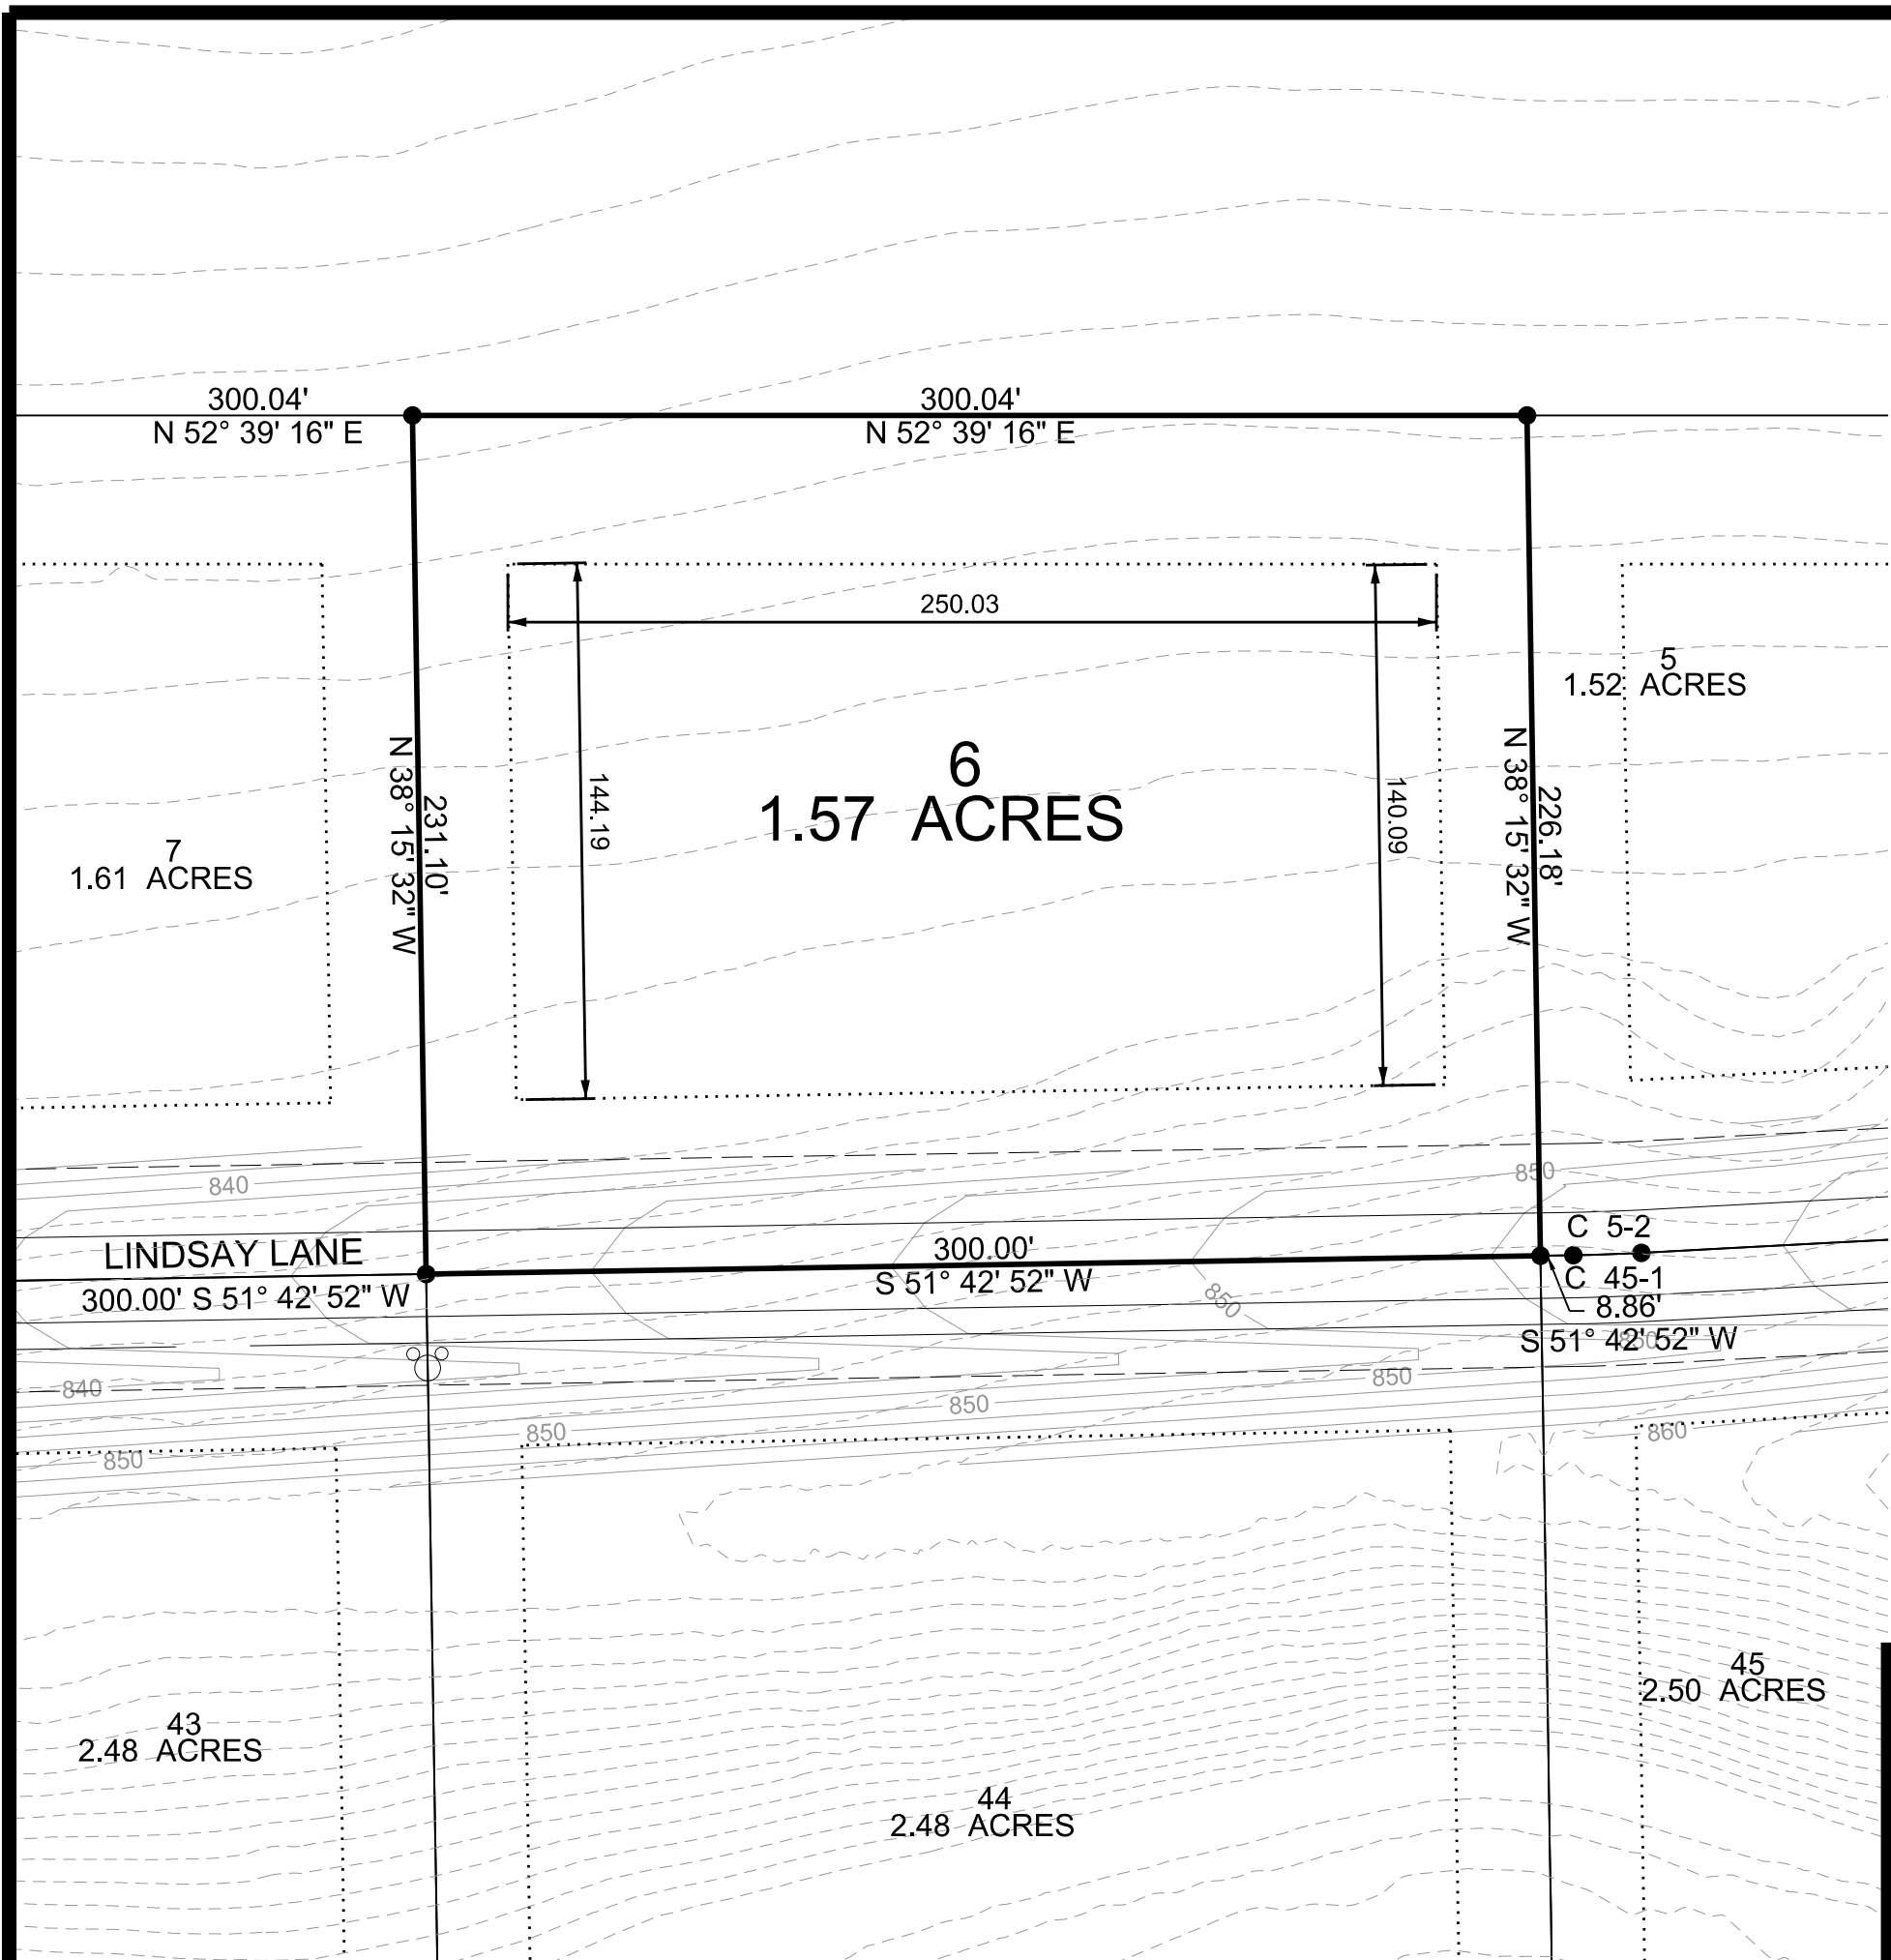 300.04'
N 52° 39' 16" E
300.04'
N 52° 39' 16" E
250.03
144.19
140.09
6
1.57 ACRES
5
1.52 ACRES
7
1.61 ACRES
231.10'
N 38° 15' 32" W
226.18'
N 38° 15' 32" W
840
850
LINDSAY LANE
300.00' S 51° 42' 52" W
300.00'
S 51° 42' 52" W
C 5-2
C 45-1
8.86'
S 51° 42' 52" W
850
850
840
850
850
850
850
860
43
2.48 ACRES
44
2.48 ACRES
45
2.50 ACRES